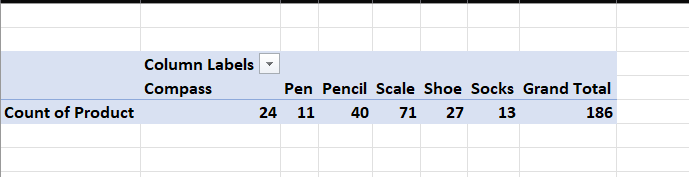 Column Labels
Compass Pen Pencil Scale Shoe Socks Grand Total
Count of Product 24 11 40 71 27 13 186